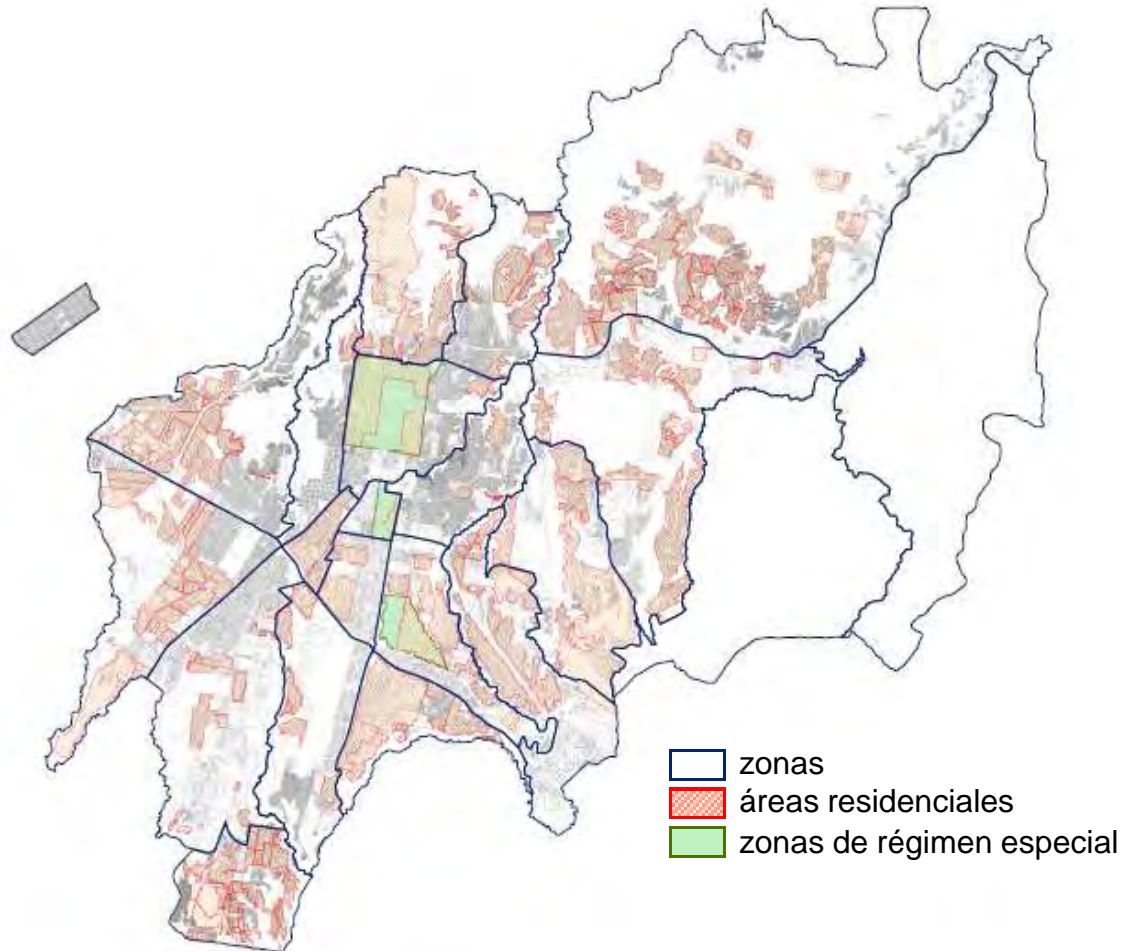 zonas
áreas residenciales
zonas de régimen especial